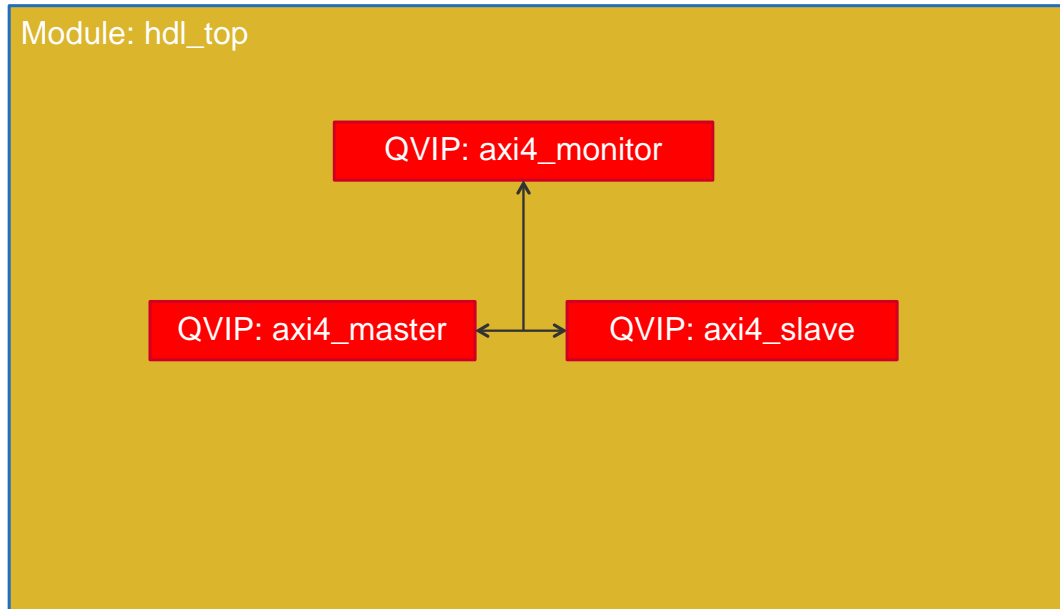 Module: hdl_top
QVIP: axi4_monitor
QVIP: axi4_master
QVIP: axi4_slave